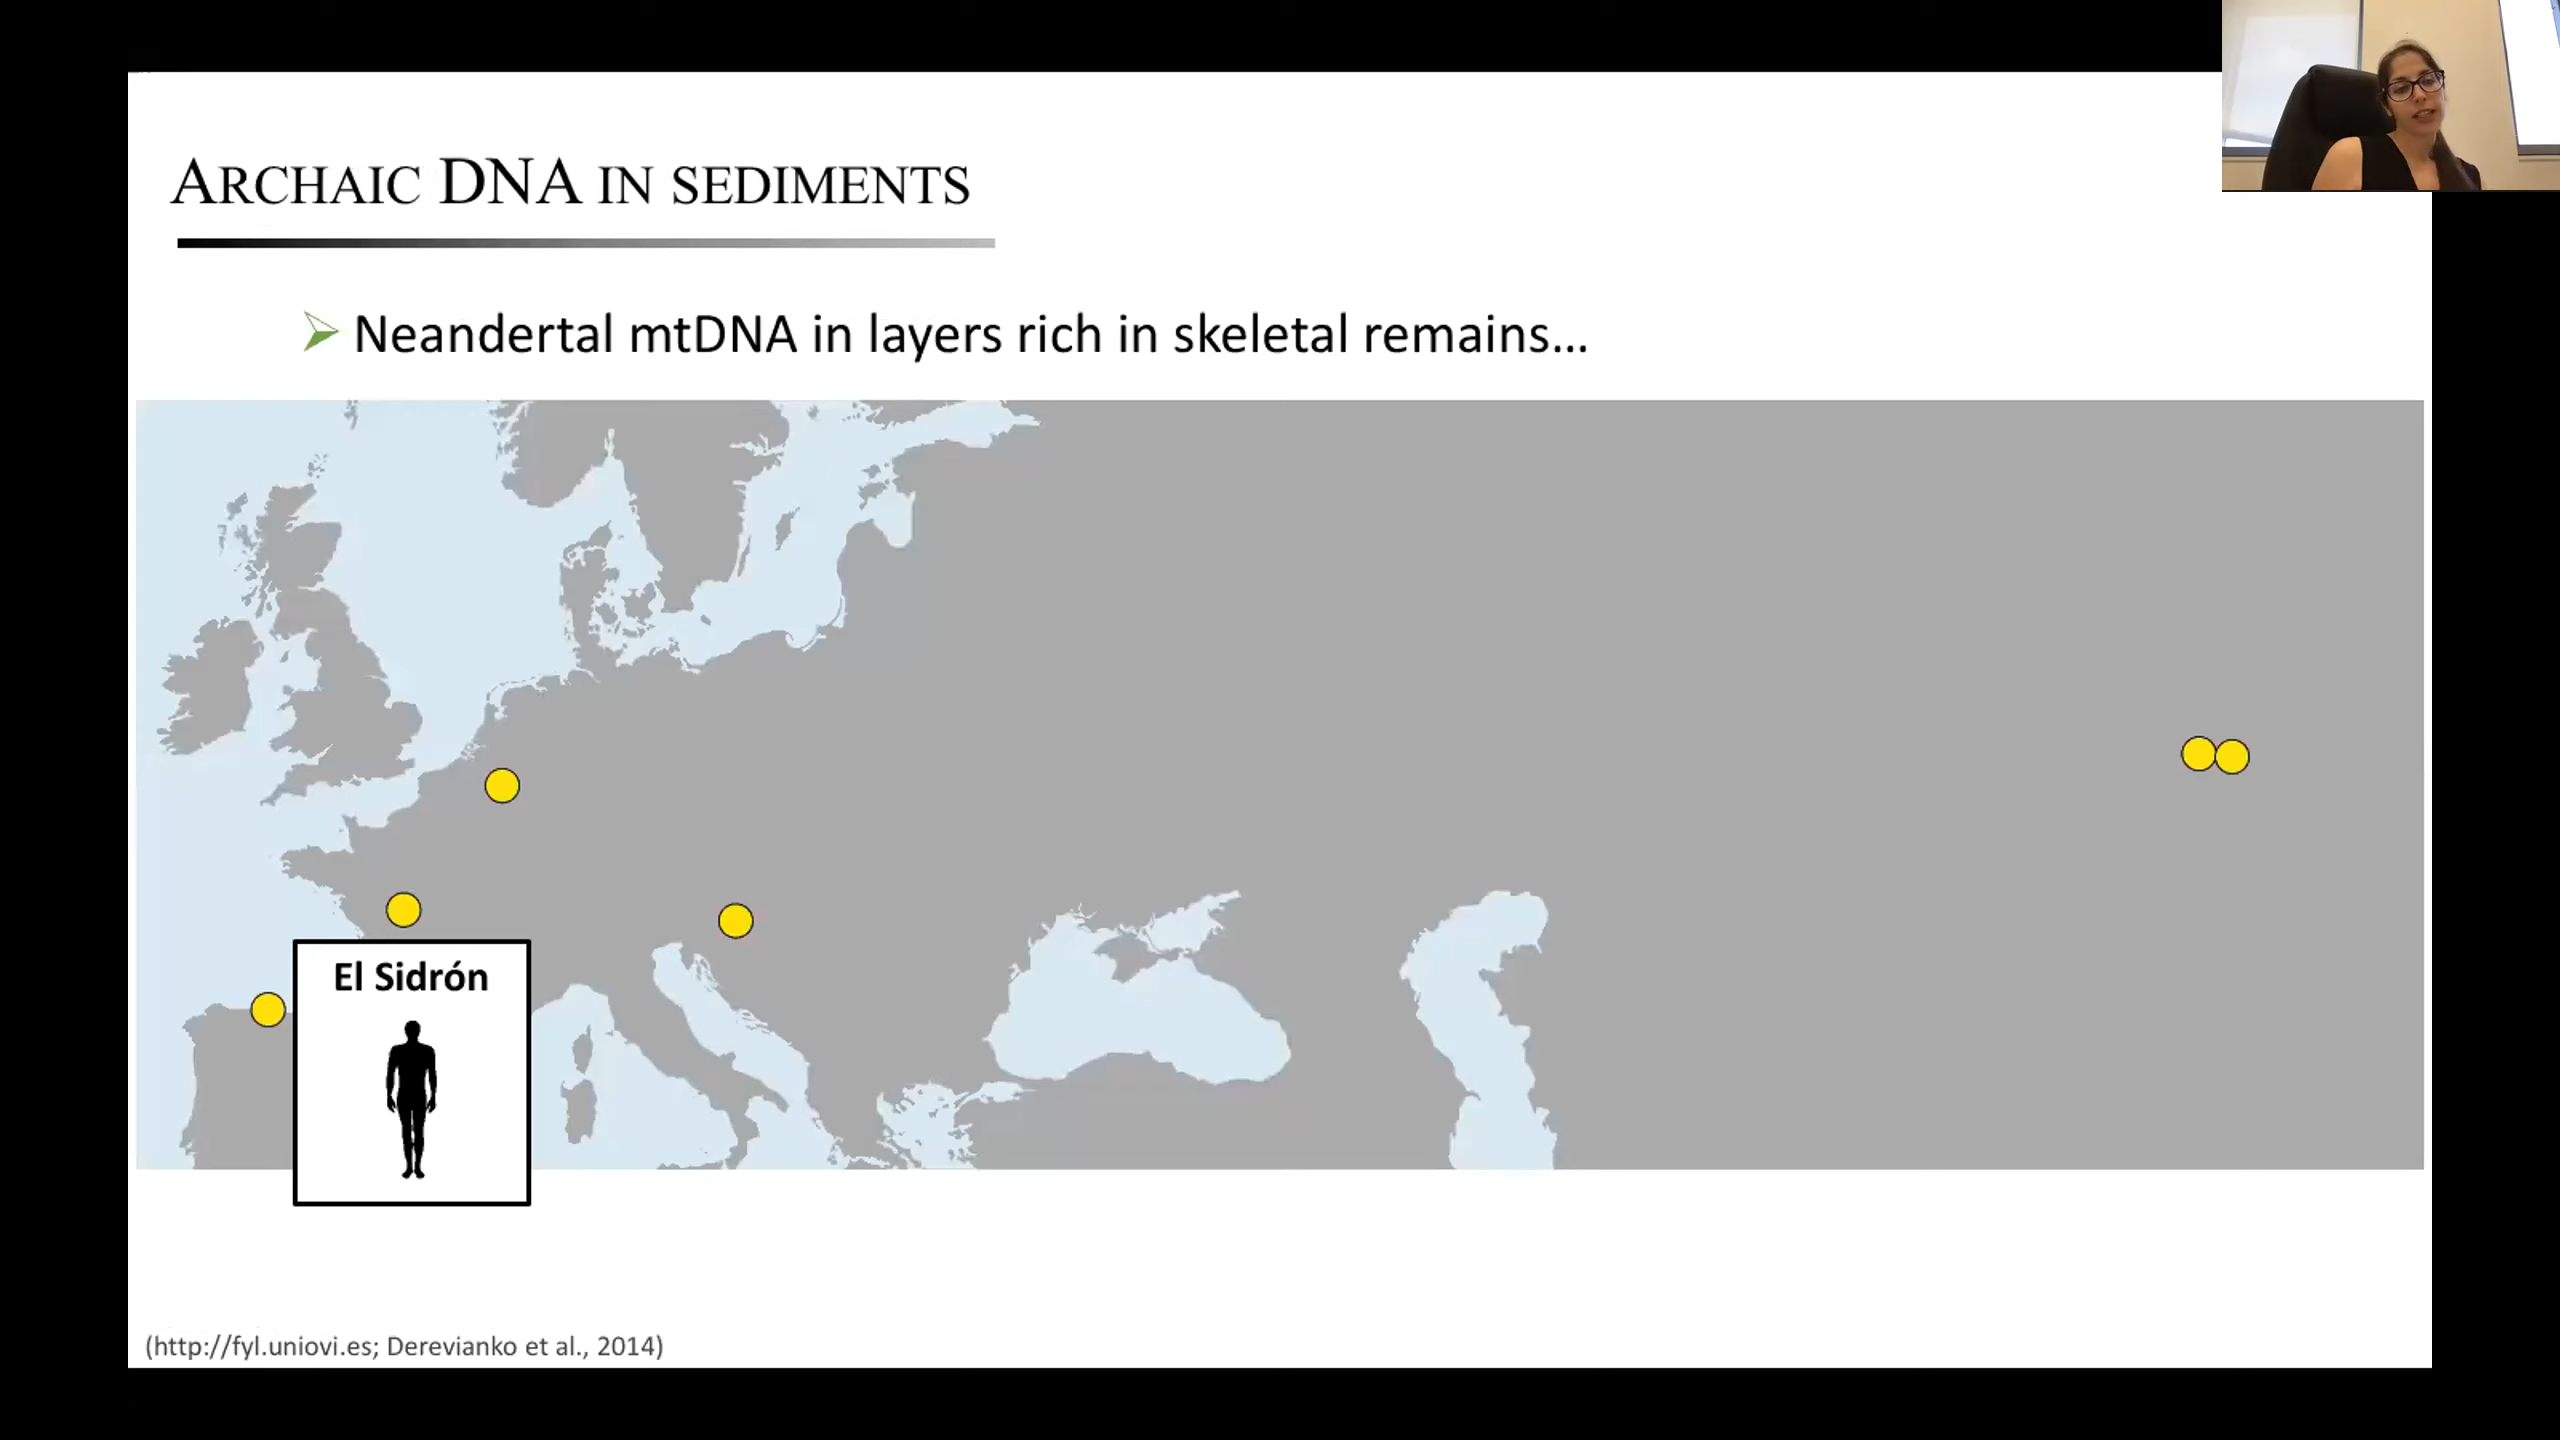 ARCHAIC DNA IN SEDIMENTS
Neandertal mtDNA in layers rich in skeletal remains...
El Sidrón
(http://fyl.uniovi.es; Derevianko et al., 2014)